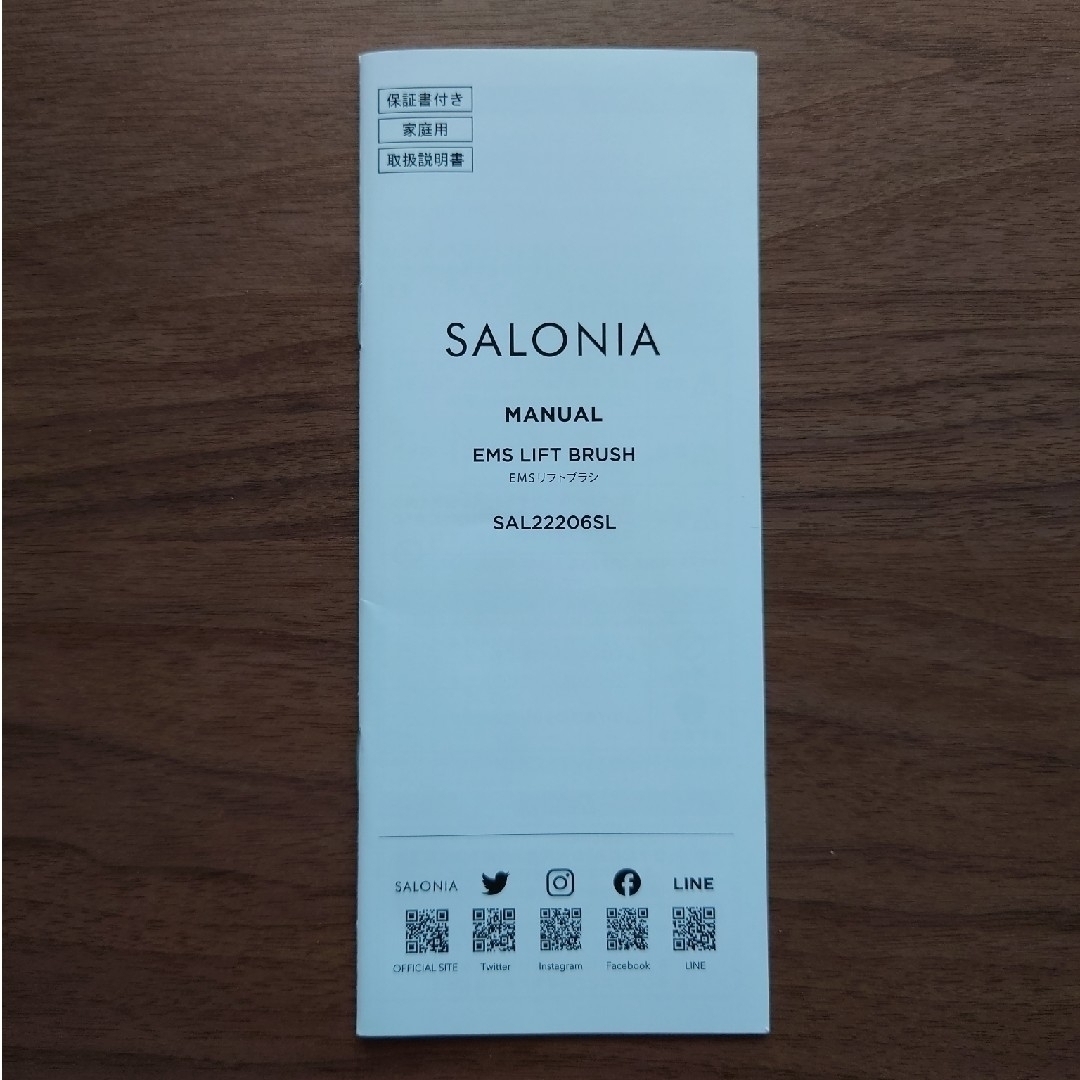 保証書付き
家庭用
取扱説明書
SALONIA
MANUAL
EMS LIFT BRUSH
EMSリフトブラシ
SAL22206SL
SALONIA
LINE
OFFICIAL SITE
Twitter
Instagram
Facebook
LINE